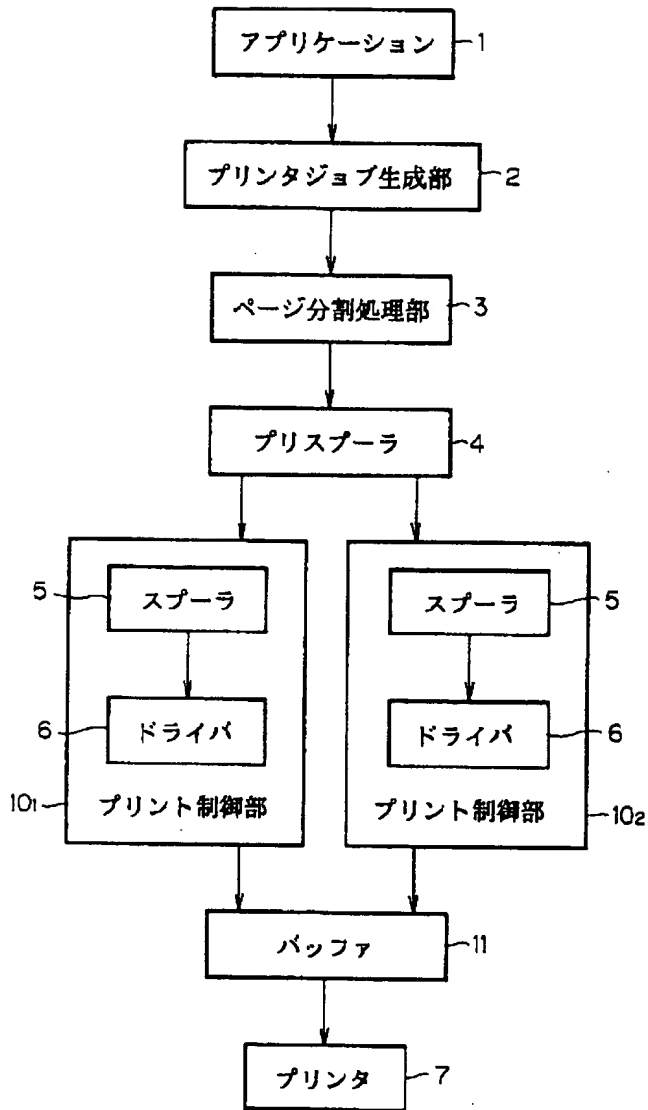 アプリケーション 1
プリンタジョブ生成部 2
ページ分割処理部 3
プリスプーラ 4
5 スプーラ
6 ドライバ
プリント制御部
10₁
スプーラ 5
ドライバ 6
プリント制御部
10₂
バッファ 11
プリンタ 7